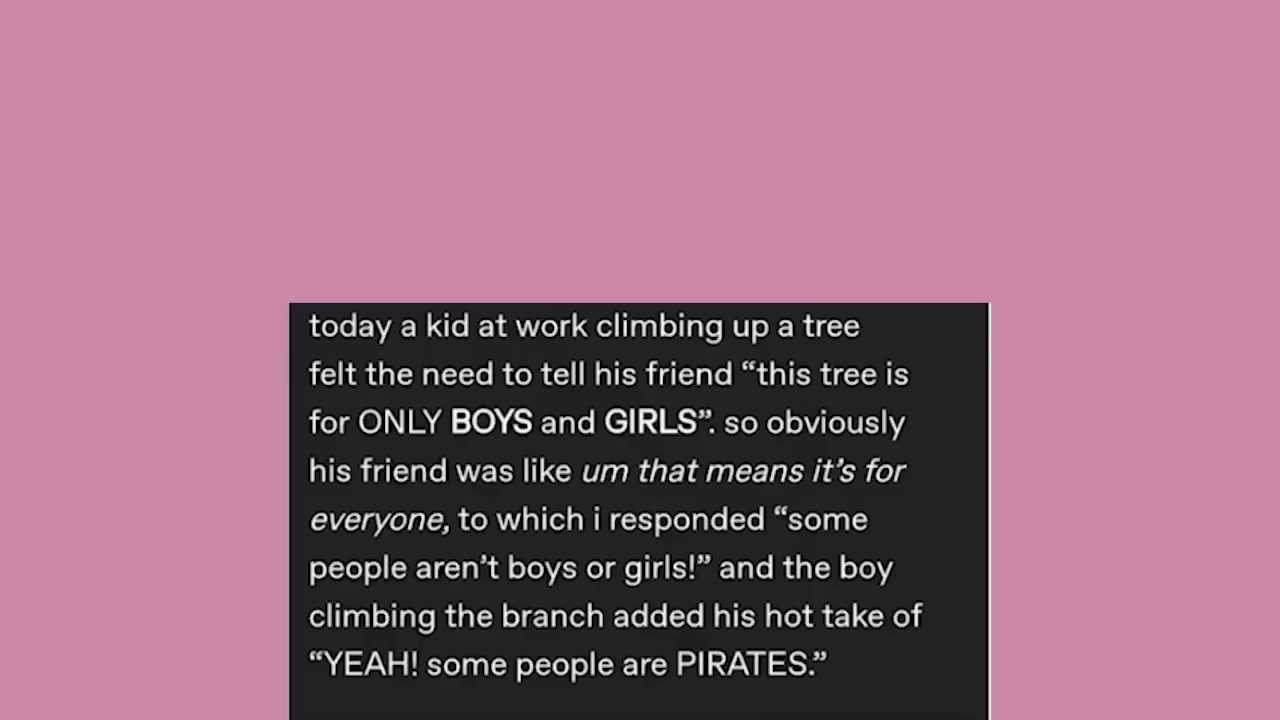 today a kid at work climbing up a tree
felt the need to tell his friend “this tree is
for ONLY BOYS and GIRLS”. so obviously
his friend was like um that means it’s for
everyone, to which i responded “some
people aren’t boys or girls!” and the boy
climbing the branch added his hot take of
“YEAH! some people are PIRATES.”